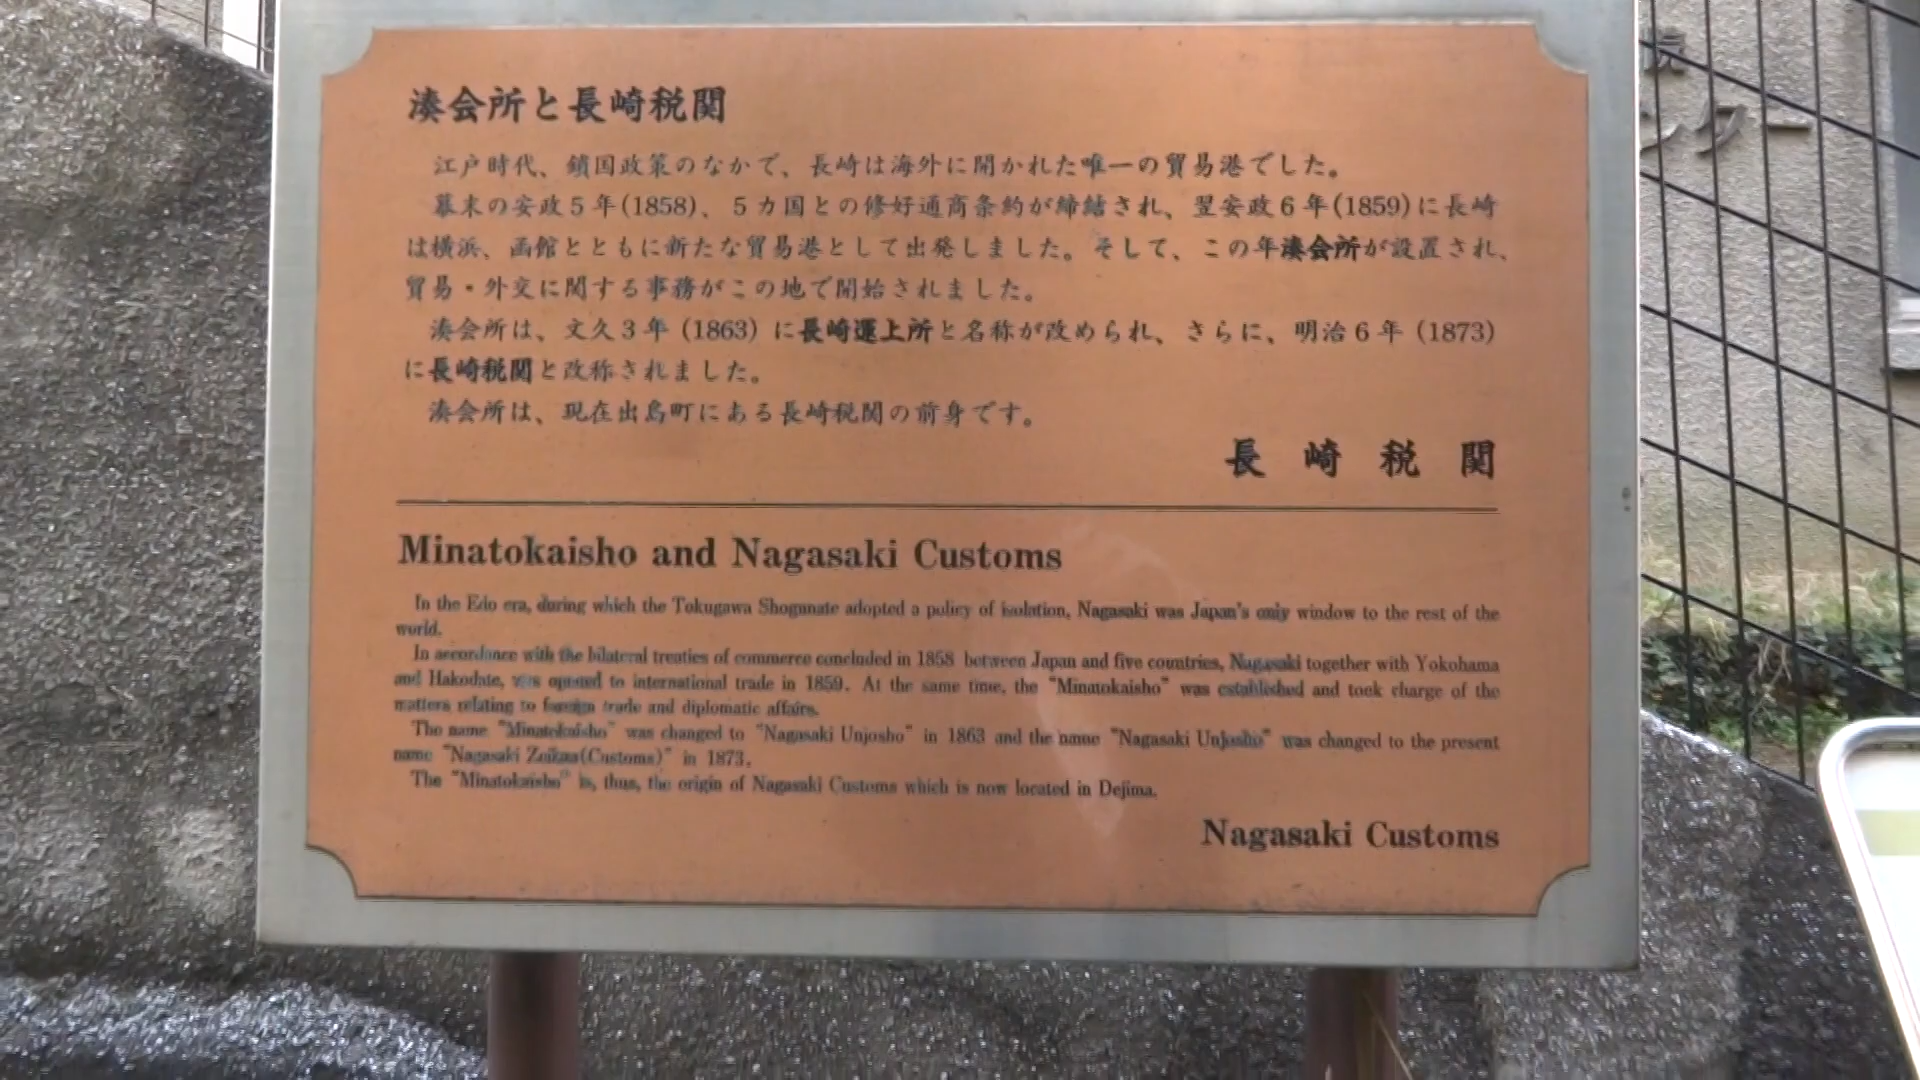 湊会所と長崎税関
江戸時代、鎖国政策のなかで、長崎は海外に開かれた唯一の貿易港でした。
幕末の安政5年(1858)、5カ国との修好通商条約が締結され、翌安政6年(1859)に長崎
は横浜、函館とともに新たな貿易港として出発しました。そして、この年湊会所が設置され、
貿易・外交に関する事務がこの地で開始されました。
湊会所は、文久3年(1863)に長崎運上所と名称が改められ、さらに、明治6年(1873)
に長崎税関と改称されました。
湊会所は、現在出島町にある長崎税関の前身です。
長崎税関
Minatokaisho and Nagasaki Customs
In the Edo era, during which the Tokugawa Shogunate adopted a policy of isolation, Nagasaki was Japan's only window to the rest of the
world.
In accordance with the bilateral treaties of commerce concluded in 1858 between Japan and five countries, Nagasaki together with Yokohama
and Hakodate, was opened to international trade in 1859. At the same time, the "Minatokaisho" was established and took charge of the
matters relating to foreign trade and diplomatic affairs.
The name "Minatokaisho" was changed to "Nagasaki Unjosho" in 1863 and the name "Nagasaki Unjosho" was changed to the present
name "Nagasaki Zeikan(Customs)" in 1873.
The "Minatokaisho" is, thus, the origin of Nagasaki Customs which is now located in Dejima.
Nagasaki Customs